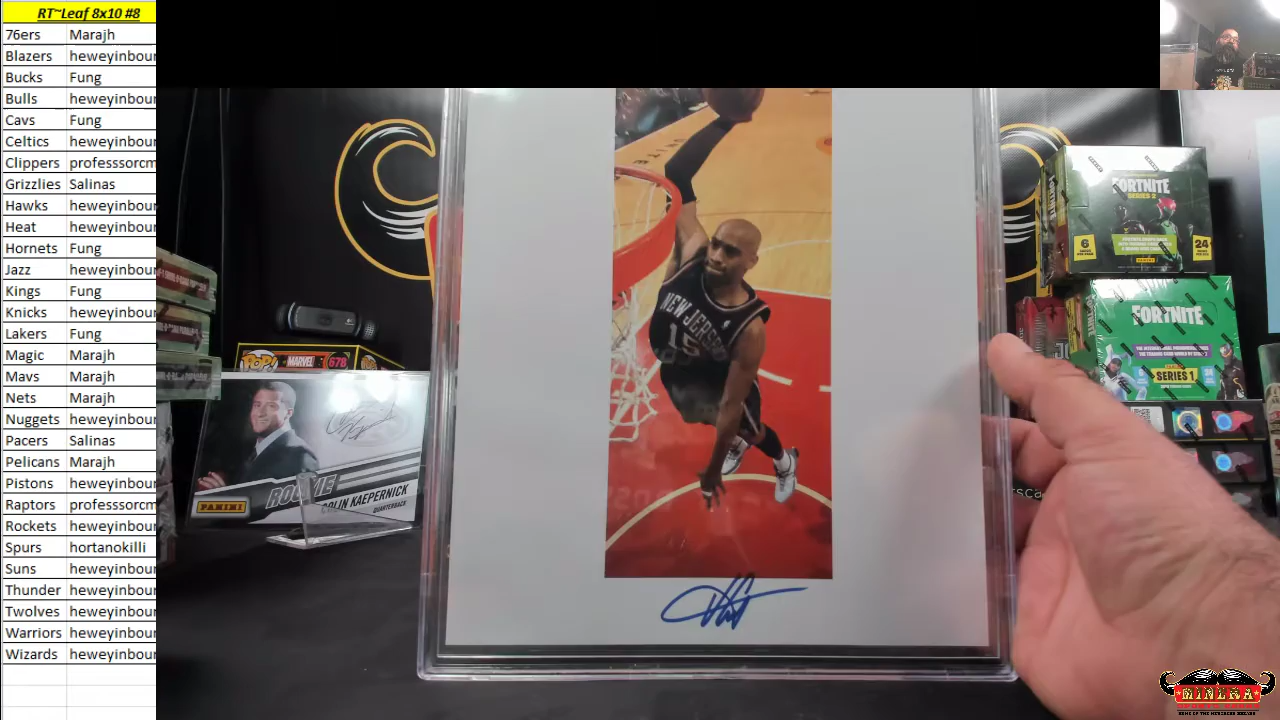 RT~Leaf 8x10 #8
76ers Marajh
Blazers heweyinbour
Bucks Fung
Bulls heweyinbour
Cavs Fung
Celtics heweyinbour
Clippers professsorcm
Grizzlies Salinas
Hawks heweyinbour
Heat heweyinbour
Hornets Fung
Jazz heweyinbour
Kings Fung
Knicks heweyinbour
Lakers Fung
Magic Marajh
Mavs Marajh
Nets Marajh
Nuggets heweyinbour
Pacers Salinas
Pelicans Marajh
Pistons heweyinbour
Raptors professsorcm
Rockets heweyinbour
Spurs hortanokilli
Suns heweyinbour
Thunder heweyinbour
Twolves heweyinbour
Warriors heweyinbour
Wizards heweyinbour
NEW JERSEY
15
POP! MARVEL 678
ROOKIE
COLIN KAEPERNICK
QUARTERBACK
PANINI
FORTNITE
SERIES 2
6
24
FORTNITE
SERIES 1
MINERA